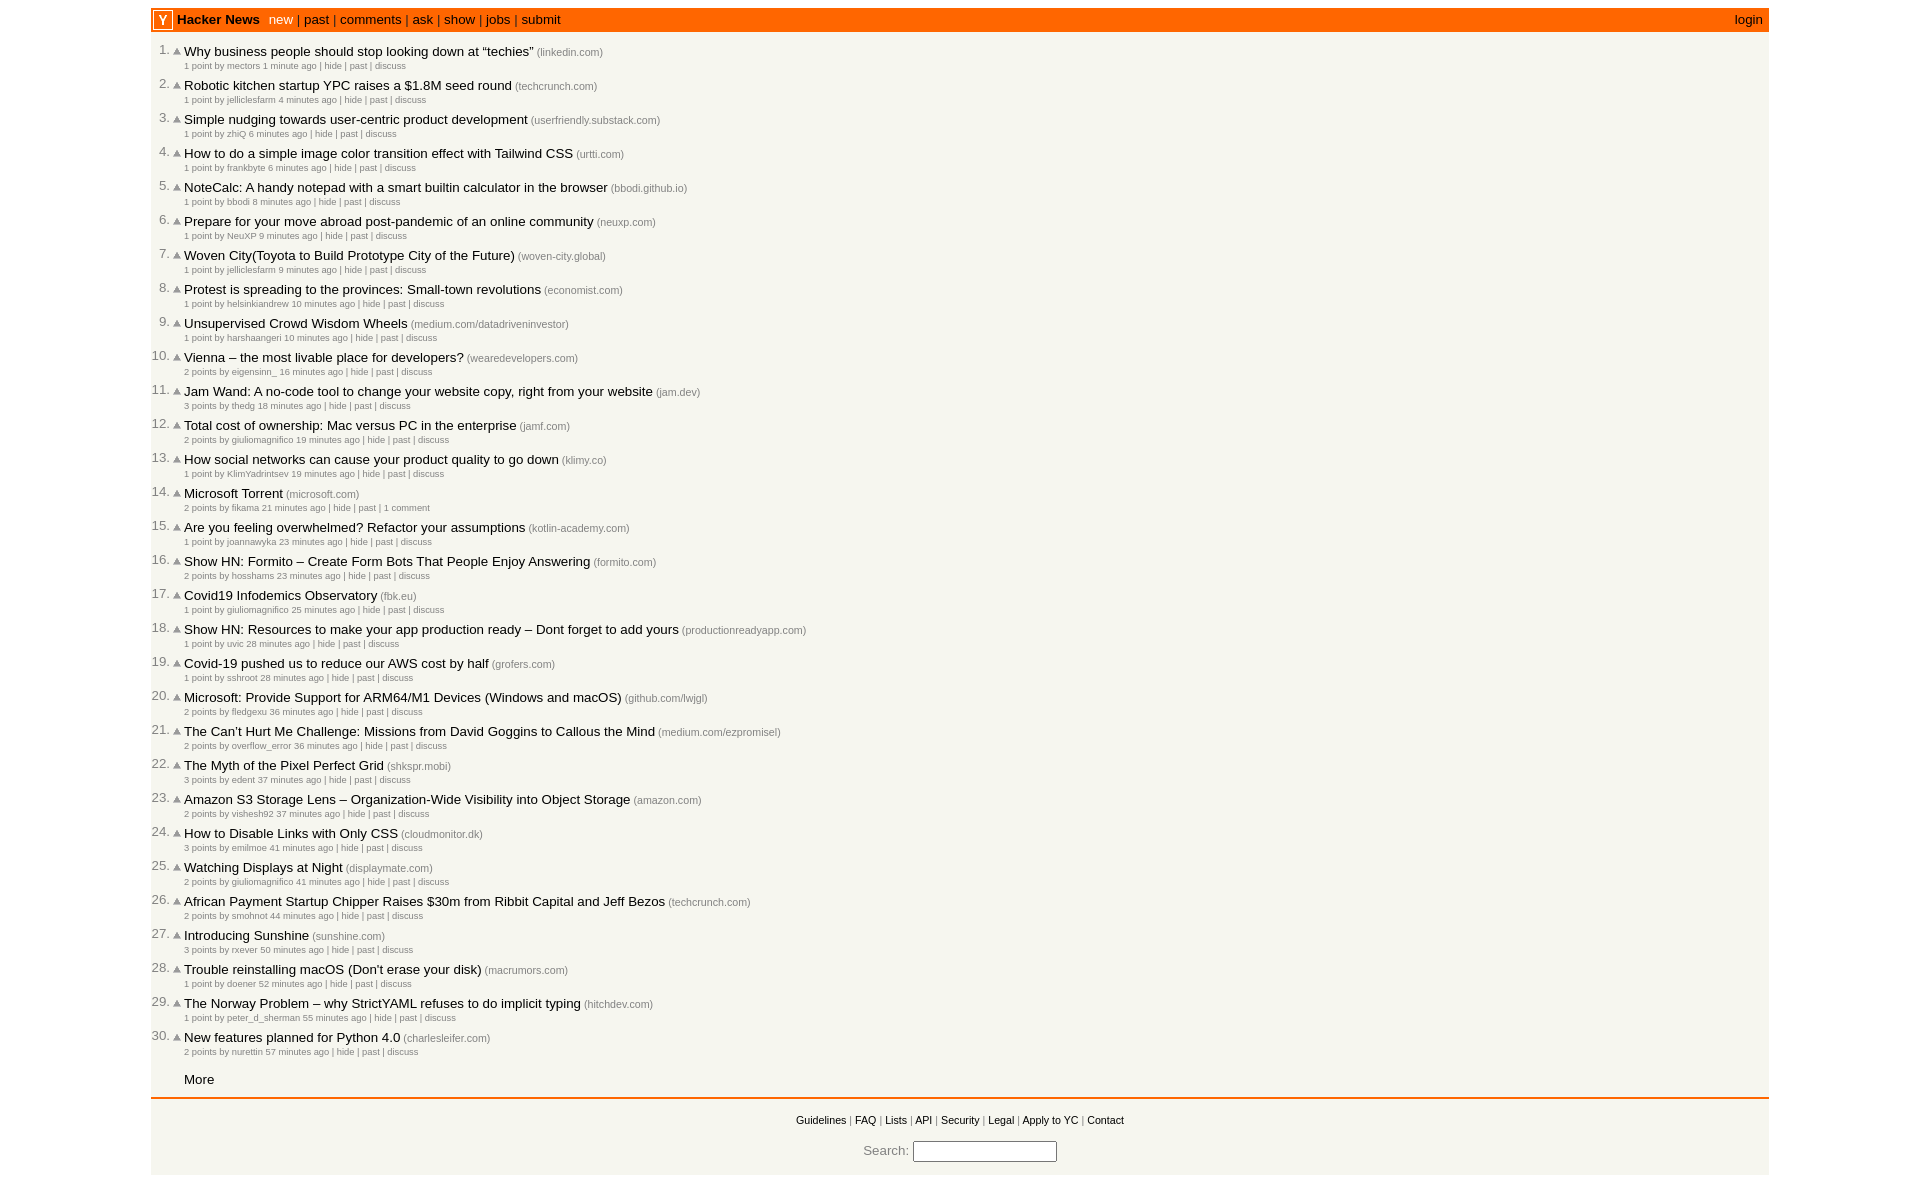 Y Hacker News new | past | comments | ask | show | jobs | submit login
1. Why business people should stop looking down at “techies” (linkedin.com)
1 point by mectors 1 minute ago | hide | past | discuss
2. Robotic kitchen startup YPC raises a $1.8M seed round (techcrunch.com)
1 point by jelliclesfarm 4 minutes ago | hide | past | discuss
3. Simple nudging towards user-centric product development (userfriendly.substack.com)
1 point by zhiQ 6 minutes ago | hide | past | discuss
4. How to do a simple image color transition effect with Tailwind CSS (urtti.com)
1 point by frankbyte 6 minutes ago | hide | past | discuss
5. NoteCalc: A handy notepad with a smart builtin calculator in the browser (bbodi.github.io)
1 point by bbodi 8 minutes ago | hide | past | discuss
6. Prepare for your move abroad post-pandemic of an online community (neuxp.com)
1 point by NeuXP 9 minutes ago | hide | past | discuss
7. Woven City(Toyota to Build Prototype City of the Future) (woven-city.global)
1 point by jelliclesfarm 9 minutes ago | hide | past | discuss
8. Protest is spreading to the provinces: Small-town revolutions (economist.com)
1 point by helsinkiandrew 10 minutes ago | hide | past | discuss
9. Unsupervised Crowd Wisdom Wheels (medium.com/datadriveninvestor)
1 point by harshaangeri 10 minutes ago | hide | past | discuss
10. Vienna – the most livable place for developers? (wearedevelopers.com)
2 points by eigensinn_ 16 minutes ago | hide | past | discuss
11. Jam Wand: A no-code tool to change your website copy, right from your website (jam.dev)
3 points by thedg 18 minutes ago | hide | past | discuss
12. Total cost of ownership: Mac versus PC in the enterprise (jamf.com)
2 points by giuliomagnifico 19 minutes ago | hide | past | discuss
13. How social networks can cause your product quality to go down (klimy.co)
1 point by KlimYadrintsev 19 minutes ago | hide | past | discuss
14. Microsoft Torrent (microsoft.com)
2 points by fikama 21 minutes ago | hide | past | 1 comment
15. Are you feeling overwhelmed? Refactor your assumptions (kotlin-academy.com)
1 point by joannawyka 23 minutes ago | hide | past | discuss
16. Show HN: Formito – Create Form Bots That People Enjoy Answering (formito.com)
2 points by hosshams 23 minutes ago | hide | past | discuss
17. Covid19 Infodemics Observatory (fbk.eu)
1 point by giuliomagnifico 25 minutes ago | hide | past | discuss
18. Show HN: Resources to make your app production ready – Dont forget to add yours (productionreadyapp.com)
1 point by uvic 28 minutes ago | hide | past | discuss
19. Covid-19 pushed us to reduce our AWS cost by half (grofers.com)
1 point by sshroot 28 minutes ago | hide | past | discuss
20. Microsoft: Provide Support for ARM64/M1 Devices (Windows and macOS) (github.com/lwjgl)
2 points by fledgexu 36 minutes ago | hide | past | discuss
21. The Can’t Hurt Me Challenge: Missions from David Goggins to Callous the Mind (medium.com/ezpromisel)
2 points by overflow_error 36 minutes ago | hide | past | discuss
22. The Myth of the Pixel Perfect Grid (shkspr.mobi)
3 points by edent 37 minutes ago | hide | past | discuss
23. Amazon S3 Storage Lens – Organization-Wide Visibility into Object Storage (amazon.com)
2 points by vishesh92 37 minutes ago | hide | past | discuss
24. How to Disable Links with Only CSS (cloudmonitor.dk)
3 points by emilmoe 41 minutes ago | hide | past | discuss
25. Watching Displays at Night (displaymate.com)
2 points by giuliomagnifico 41 minutes ago | hide | past | discuss
26. African Payment Startup Chipper Raises $30m from Ribbit Capital and Jeff Bezos (techcrunch.com)
2 points by smohnot 44 minutes ago | hide | past | discuss
27. Introducing Sunshine (sunshine.com)
3 points by rxever 50 minutes ago | hide | past | discuss
28. Trouble reinstalling macOS (Don't erase your disk) (macrumors.com)
1 point by doener 52 minutes ago | hide | past | discuss
29. The Norway Problem – why StrictYAML refuses to do implicit typing (hitchdev.com)
1 point by peter_d_sherman 55 minutes ago | hide | past | discuss
30. New features planned for Python 4.0 (charlesleifer.com)
2 points by nurettin 57 minutes ago | hide | past | discuss
More
Guidelines | FAQ | Lists | API | Security | Legal | Apply to YC | Contact
Search: